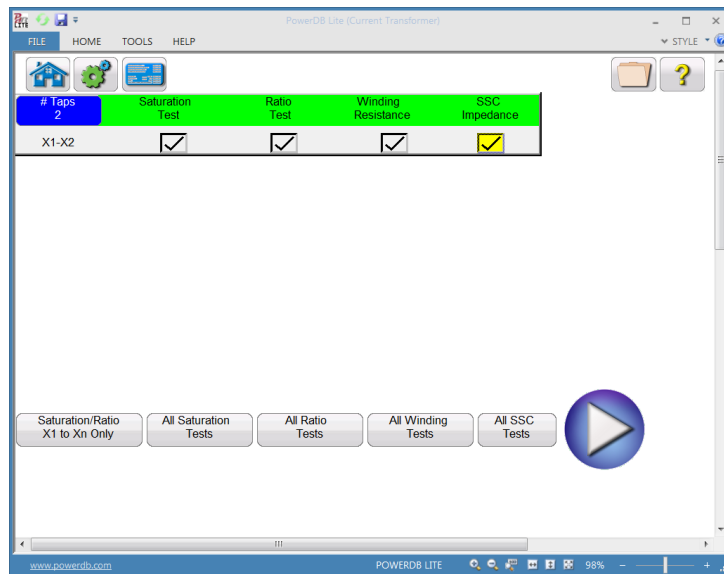 PowerDB Lite (Current Transformer)
FILE HOME TOOLS HELP STYLE
# Taps Saturation Ratio Winding SSC
2 Test Test Resistance Impedance
X1-X2
Saturation/Ratio All Saturation All Ratio All Winding All SSC
X1 to Xn Only Tests Tests Tests Tests
www.powerdb.com POWERDB LITE 98%